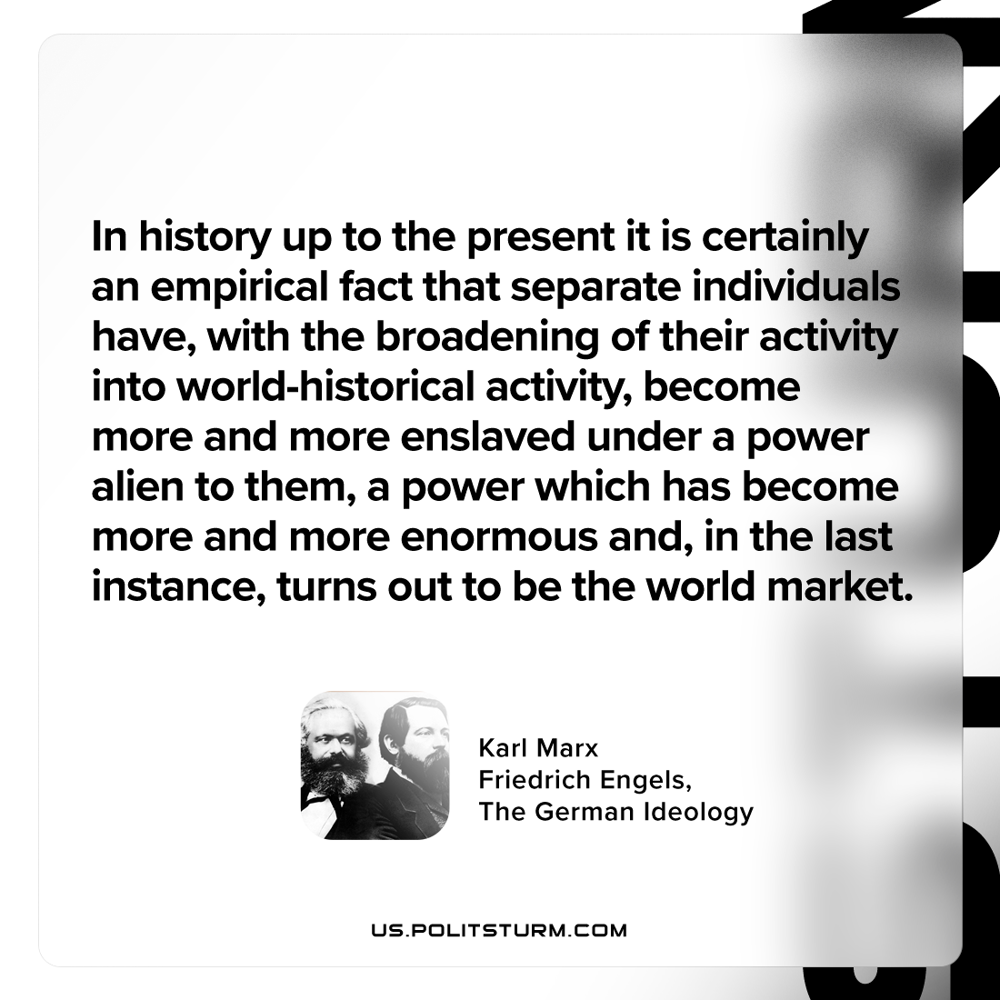 In history up to the present it is certainly
an empirical fact that separate individuals
have, with the broadening of their activity
into world-historical activity, become
more and more enslaved under a power
alien to them, a power which has become
more and more enormous and, in the last
instance, turns out to be the world market.
Karl Marx
Friedrich Engels,
The German Ideology
US.POLITSTURM.COM